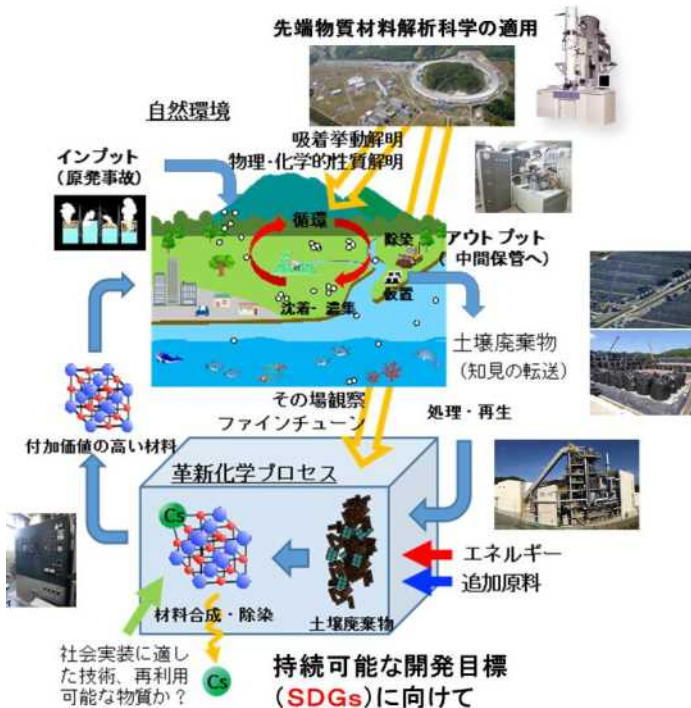 先端物質材料解析科学の適用
自然環境
吸着挙動解明
物理・化学的性質解明
インプット
(原発事故)
循環
除染
アウトプット
(中間保管へ)
仮置
沈着・濃集
土壌廃棄物
(知見の転送)
その場観察
ファインチューン
処理・再生
付加価値の高い材料
革新化学プロセス
Cs
エネルギー
追加原料
材料合成・除染
土壌廃棄物
社会実装に適し
た技術、再利用
可能な物質か?
Cs
持続可能な開発目標
(SDGs)に向けて